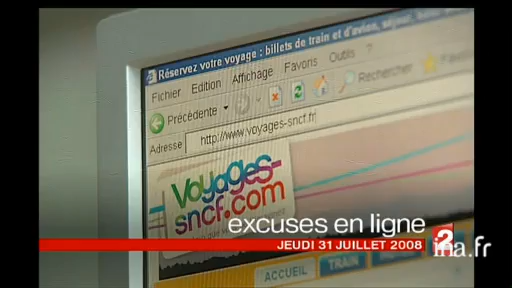 Réservez votre voyage : billets de train et d'avion, séjour,
Fichier Edition Affichage Favoris Outils ?
Précédente Rechercher Favoris
Adresse http://www.voyages-sncf.fr
Voyages-
sncf.com
excuses en ligne
JEUDI 31 JUILLET 2008
2
ina.fr
ACCUEIL TRAIN